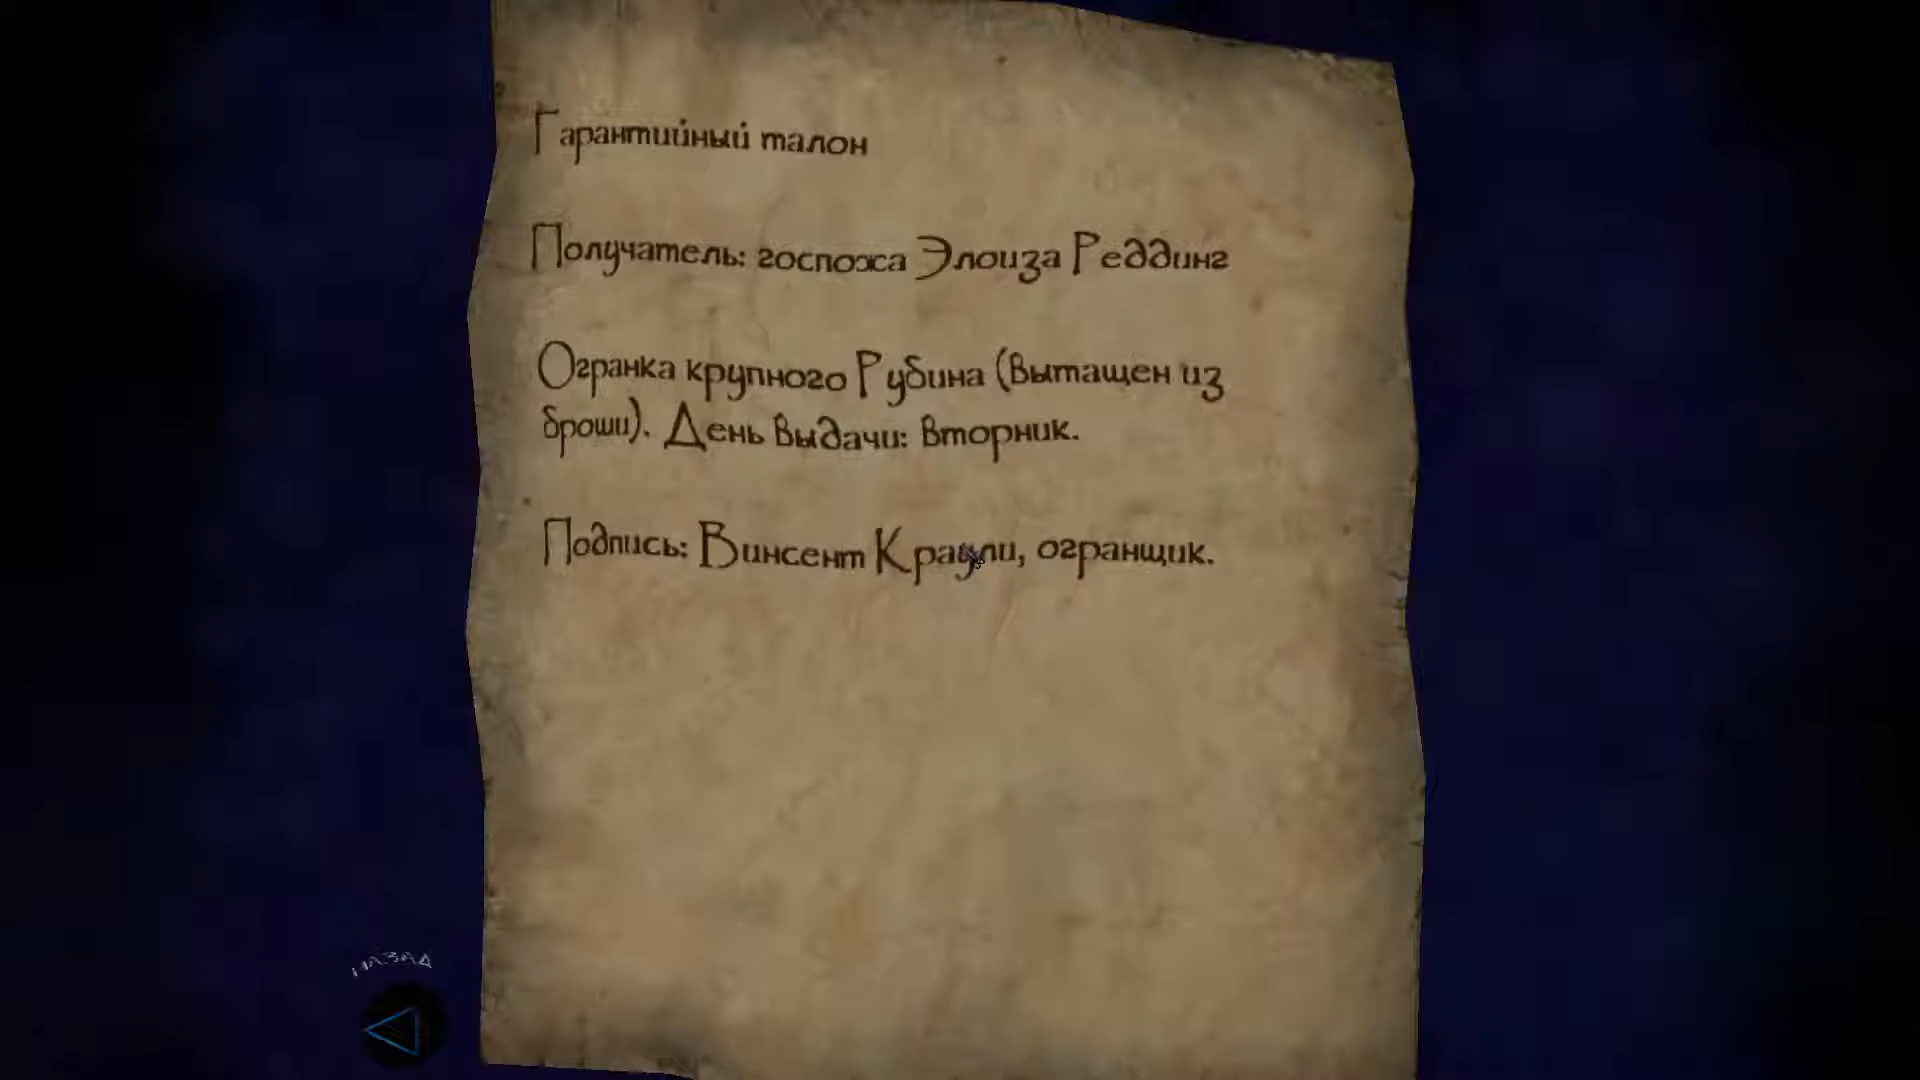 Гарантийный талон
Получатель: госпожа Элоиза Реддинг
Огранка крупного Рубина (Вытащен из
броши). День Выдачи: Вторник.
Подпись: Винсент Краули, огранщик.
НАЗАД